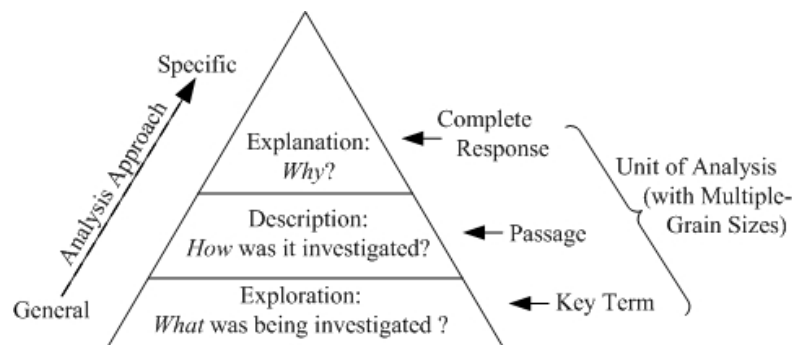 Specific
Analysis Approach
General
Explanation:
Why?
Description:
How was it investigated?
Exploration:
What was being investigated ?
Complete
Response
Passage
Key Term
Unit of Analysis
(with Multiple-
Grain Sizes)